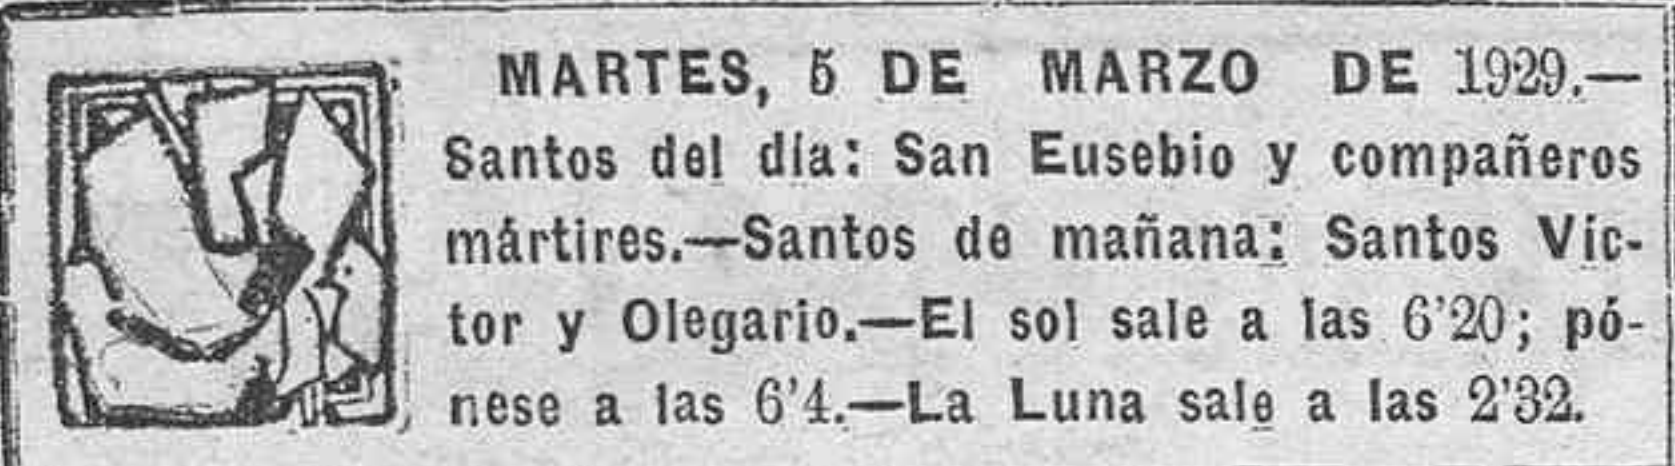 MARTES, 5 DE MARZO DE 1929.—
Santos del día: San Eusebio y compañeros
mártires.—Santos de mañana: Santos Víc-
tor y Olegario.—El sol sale a las 6'20; pó-
nese a las 6'4.—La Luna sale a las 2'32.